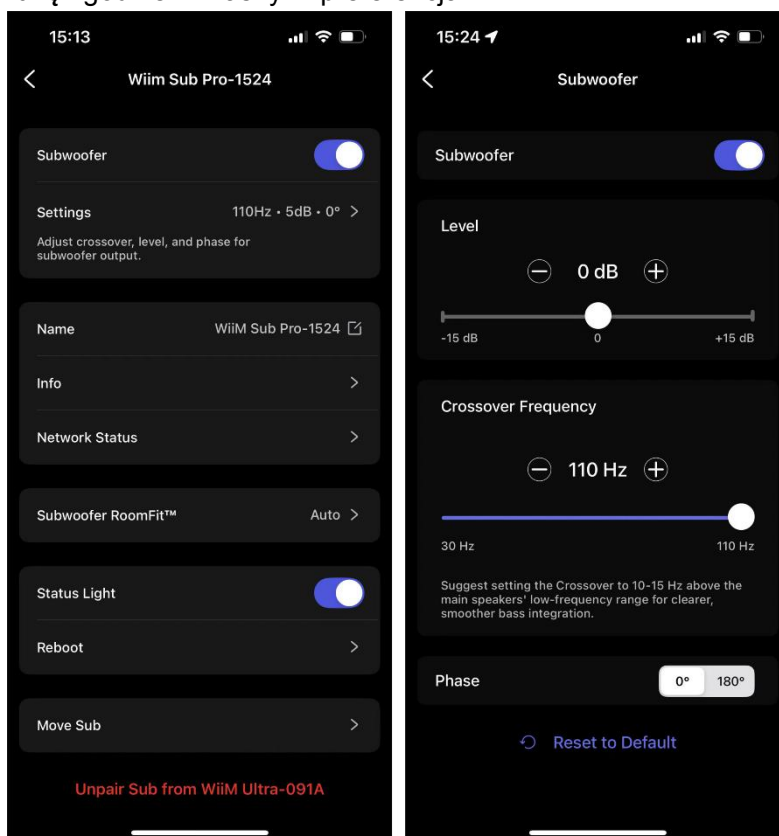 15:13
Wiim Sub Pro-1524
Subwoofer
Settings 110Hz • 5dB • 0° >
Adjust crossover, level, and phase for
subwoofer output.
Name WiiM Sub Pro-1524
Info >
Network Status >
Subwoofer RoomFit™ Auto >
Status Light
Reboot >
Move Sub >
Unpair Sub from WiiM Ultra-091A
15:24
Subwoofer
Subwoofer
Level
0 dB
-15 dB 0 +15 dB
Crossover Frequency
110 Hz
30 Hz 110 Hz
Suggest setting the Crossover to 10-15 Hz above the
main speakers' low-frequency range for clearer,
smoother bass integration.
Phase 0° 180°
Reset to Default